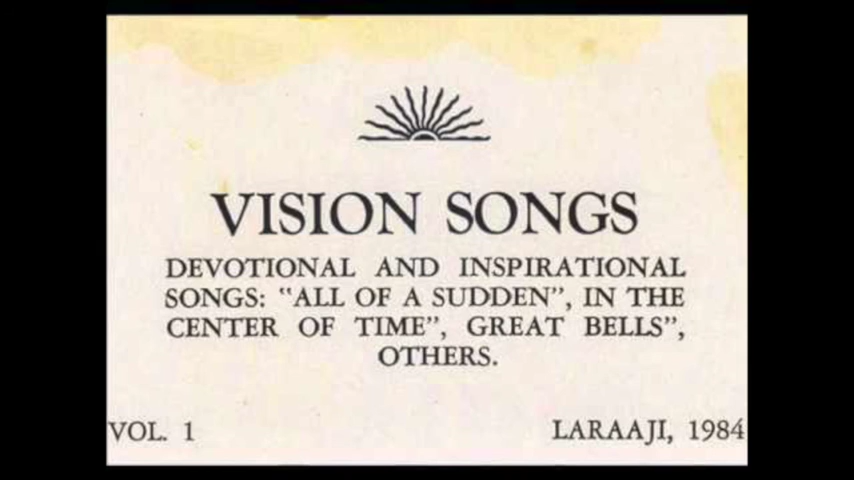 VISION SONGS
DEVOTIONAL AND INSPIRATIONAL
SONGS: "ALL OF A SUDDEN", IN THE
CENTER OF TIME", GREAT BELLS",
OTHERS.
VOL. 1 LARAAJI, 1984